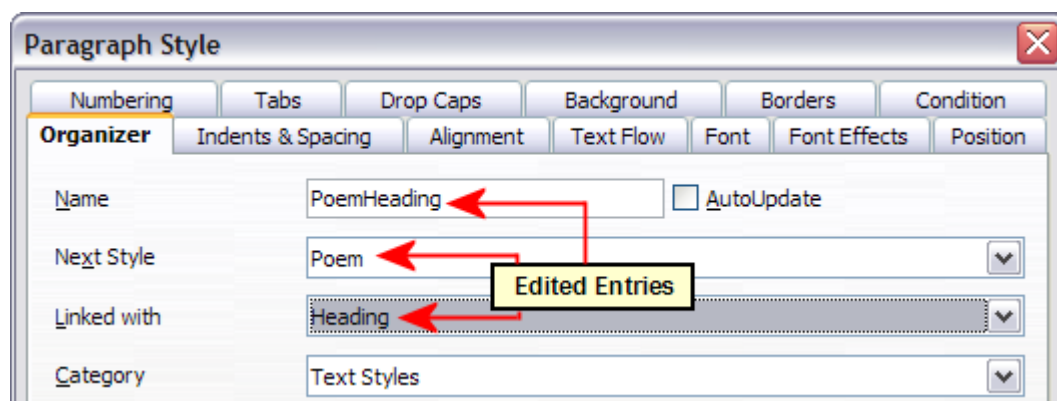 Paragraph Style
Numbering Tabs Drop Caps Background Borders Condition
Organizer Indents & Spacing Alignment Text Flow Font Font Effects Position
Name PoemHeading AutoUpdate
Next Style Poem
Edited Entries
Linked with Heading
Category Text Styles